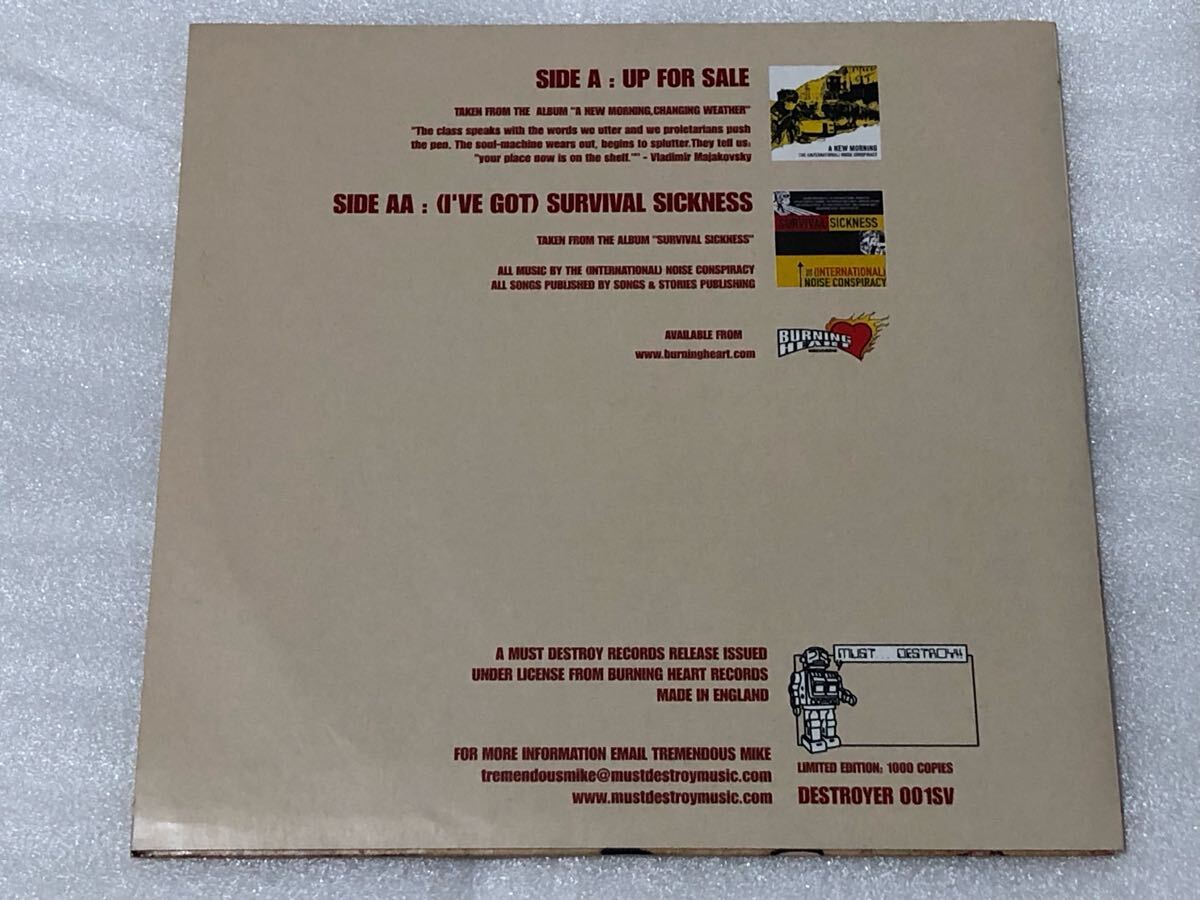 SIDE A : UP FOR SALE
TAKEN FROM THE ALBUM "A NEW MORNING,CHANGING WEATHER"
"The class speaks with the words we utter and we proletarians push
the pen. The soul-machine wears out, begins to splutter.They tell us:
"your place now is on the shelf."" - Vladimir Majakovsky
A NEW MORNING
THE (INTERNATIONAL) NOISE CONSPIRACY
SIDE AA : (I'VE GOT) SURVIVAL SICKNESS
TAKEN FROM THE ALBUM "SURVIVAL SICKNESS"
ALL MUSIC BY THE (INTERNATIONAL) NOISE CONSPIRACY
ALL SONGS PUBLISHED BY SONGS & STORIES PUBLISHING
SURVIVAL SICKNESS
THE (INTERNATIONAL)
NOISE CONSPIRACY
AVAILABLE FROM
www.burningheart.com
BURNING
HEART
A MUST DESTROY RECORDS RELEASE ISSUED
UNDER LICENSE FROM BURNING HEART RECORDS
MADE IN ENGLAND
MUST... DESTROY!!
FOR MORE INFORMATION EMAIL TREMENDOUS MIKE
tremendousmike@mustdestroymusic.com
www.mustdestroymusic.com
LIMITED EDITION: 1000 COPIES
DESTROYER 001SV